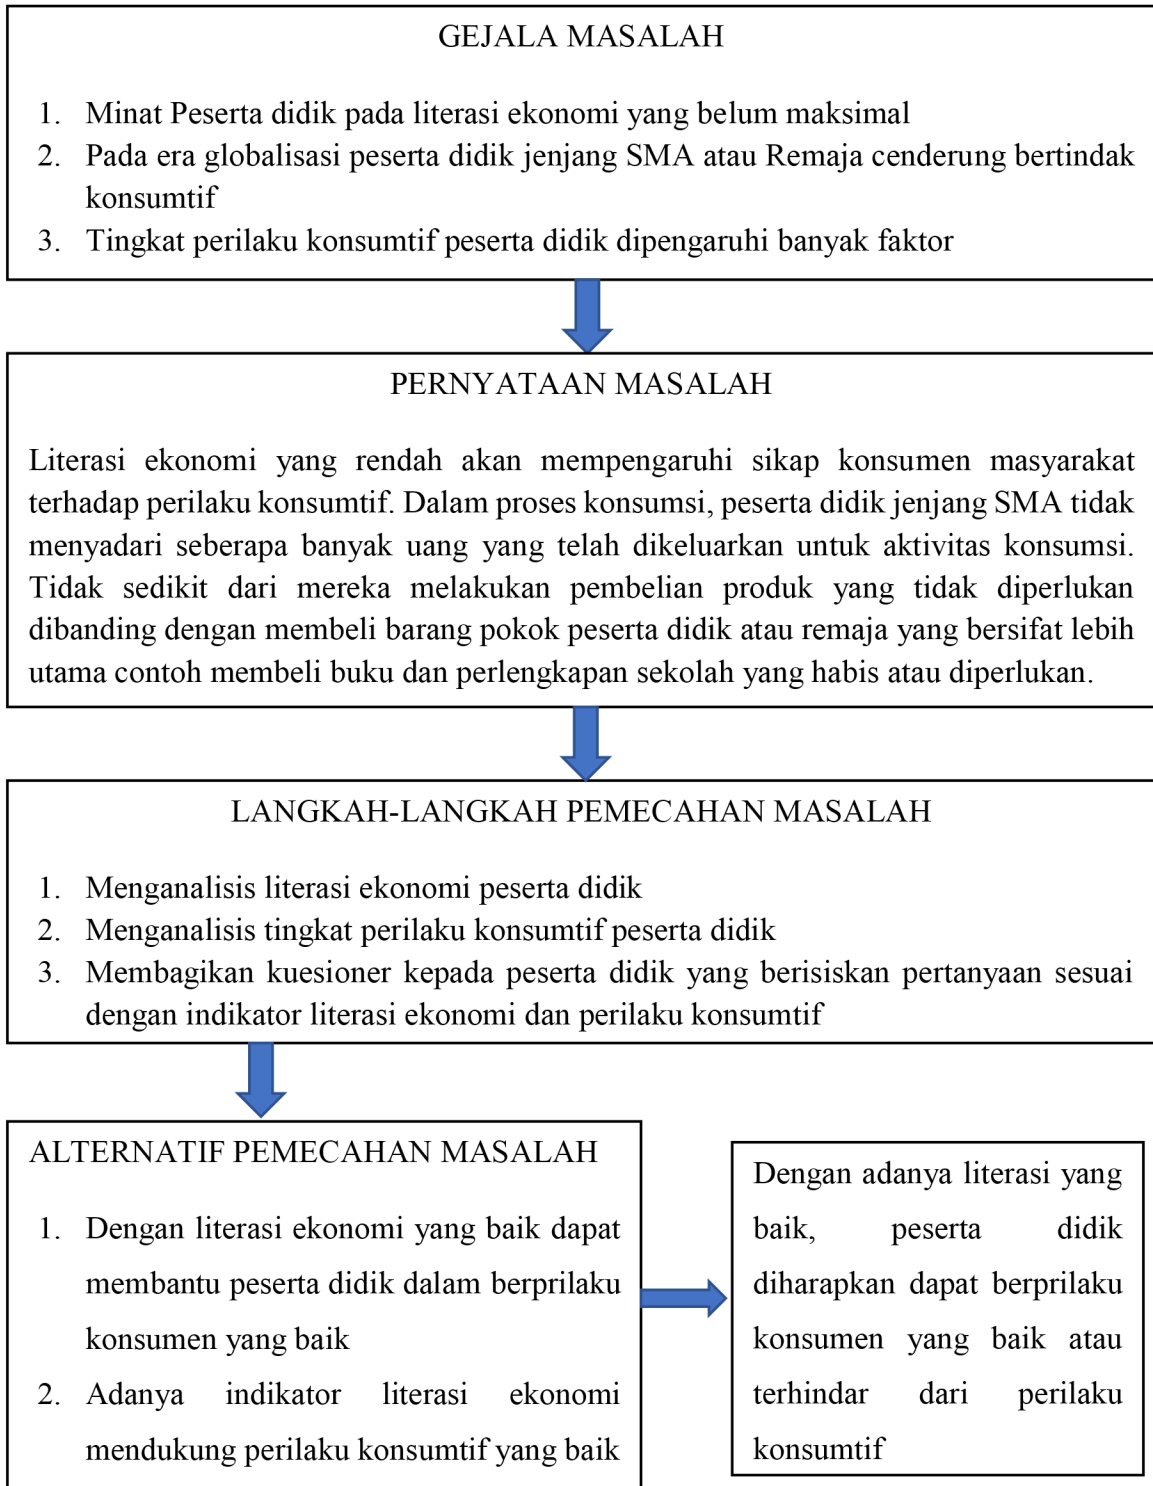 GEJALA MASALAH
1. Minat Peserta didik pada literasi ekonomi yang belum maksimal
2. Pada era globalisasi peserta didik jenjang SMA atau Remaja cenderung bertindak
konsumtif
3. Tingkat perilaku konsumtif peserta didik dipengaruhi banyak faktor
PERNYATAAN MASALAH
Literasi ekonomi yang rendah akan mempengaruhi sikap konsumen masyarakat
terhadap perilaku konsumtif. Dalam proses konsumsi, peserta didik jenjang SMA tidak
menyadari seberapa banyak uang yang telah dikeluarkan untuk aktivitas konsumsi.
Tidak sedikit dari mereka melakukan pembelian produk yang tidak diperlukan
dibanding dengan membeli barang pokok peserta didik atau remaja yang bersifat lebih
utama contoh membeli buku dan perlengkapan sekolah yang habis atau diperlukan.
LANGKAH-LANGKAH PEMECAHAN MASALAH
1. Menganalisis literasi ekonomi peserta didik
2. Menganalisis tingkat perilaku konsumtif peserta didik
3. Membagikan kuesioner kepada peserta didik yang berisiskan pertanyaan sesuai
dengan indikator literasi ekonomi dan perilaku konsumtif
ALTERNATIF PEMECAHAN MASALAH
1. Dengan literasi ekonomi yang baik dapat
membantu peserta didik dalam berprilaku
konsumen yang baik
2. Adanya indikator literasi ekonomi
mendukung perilaku konsumtif yang baik
Dengan adanya literasi yang
baik, peserta didik
diharapkan dapat berprilaku
konsumen yang baik atau
terhindar dari perilaku
konsumtif